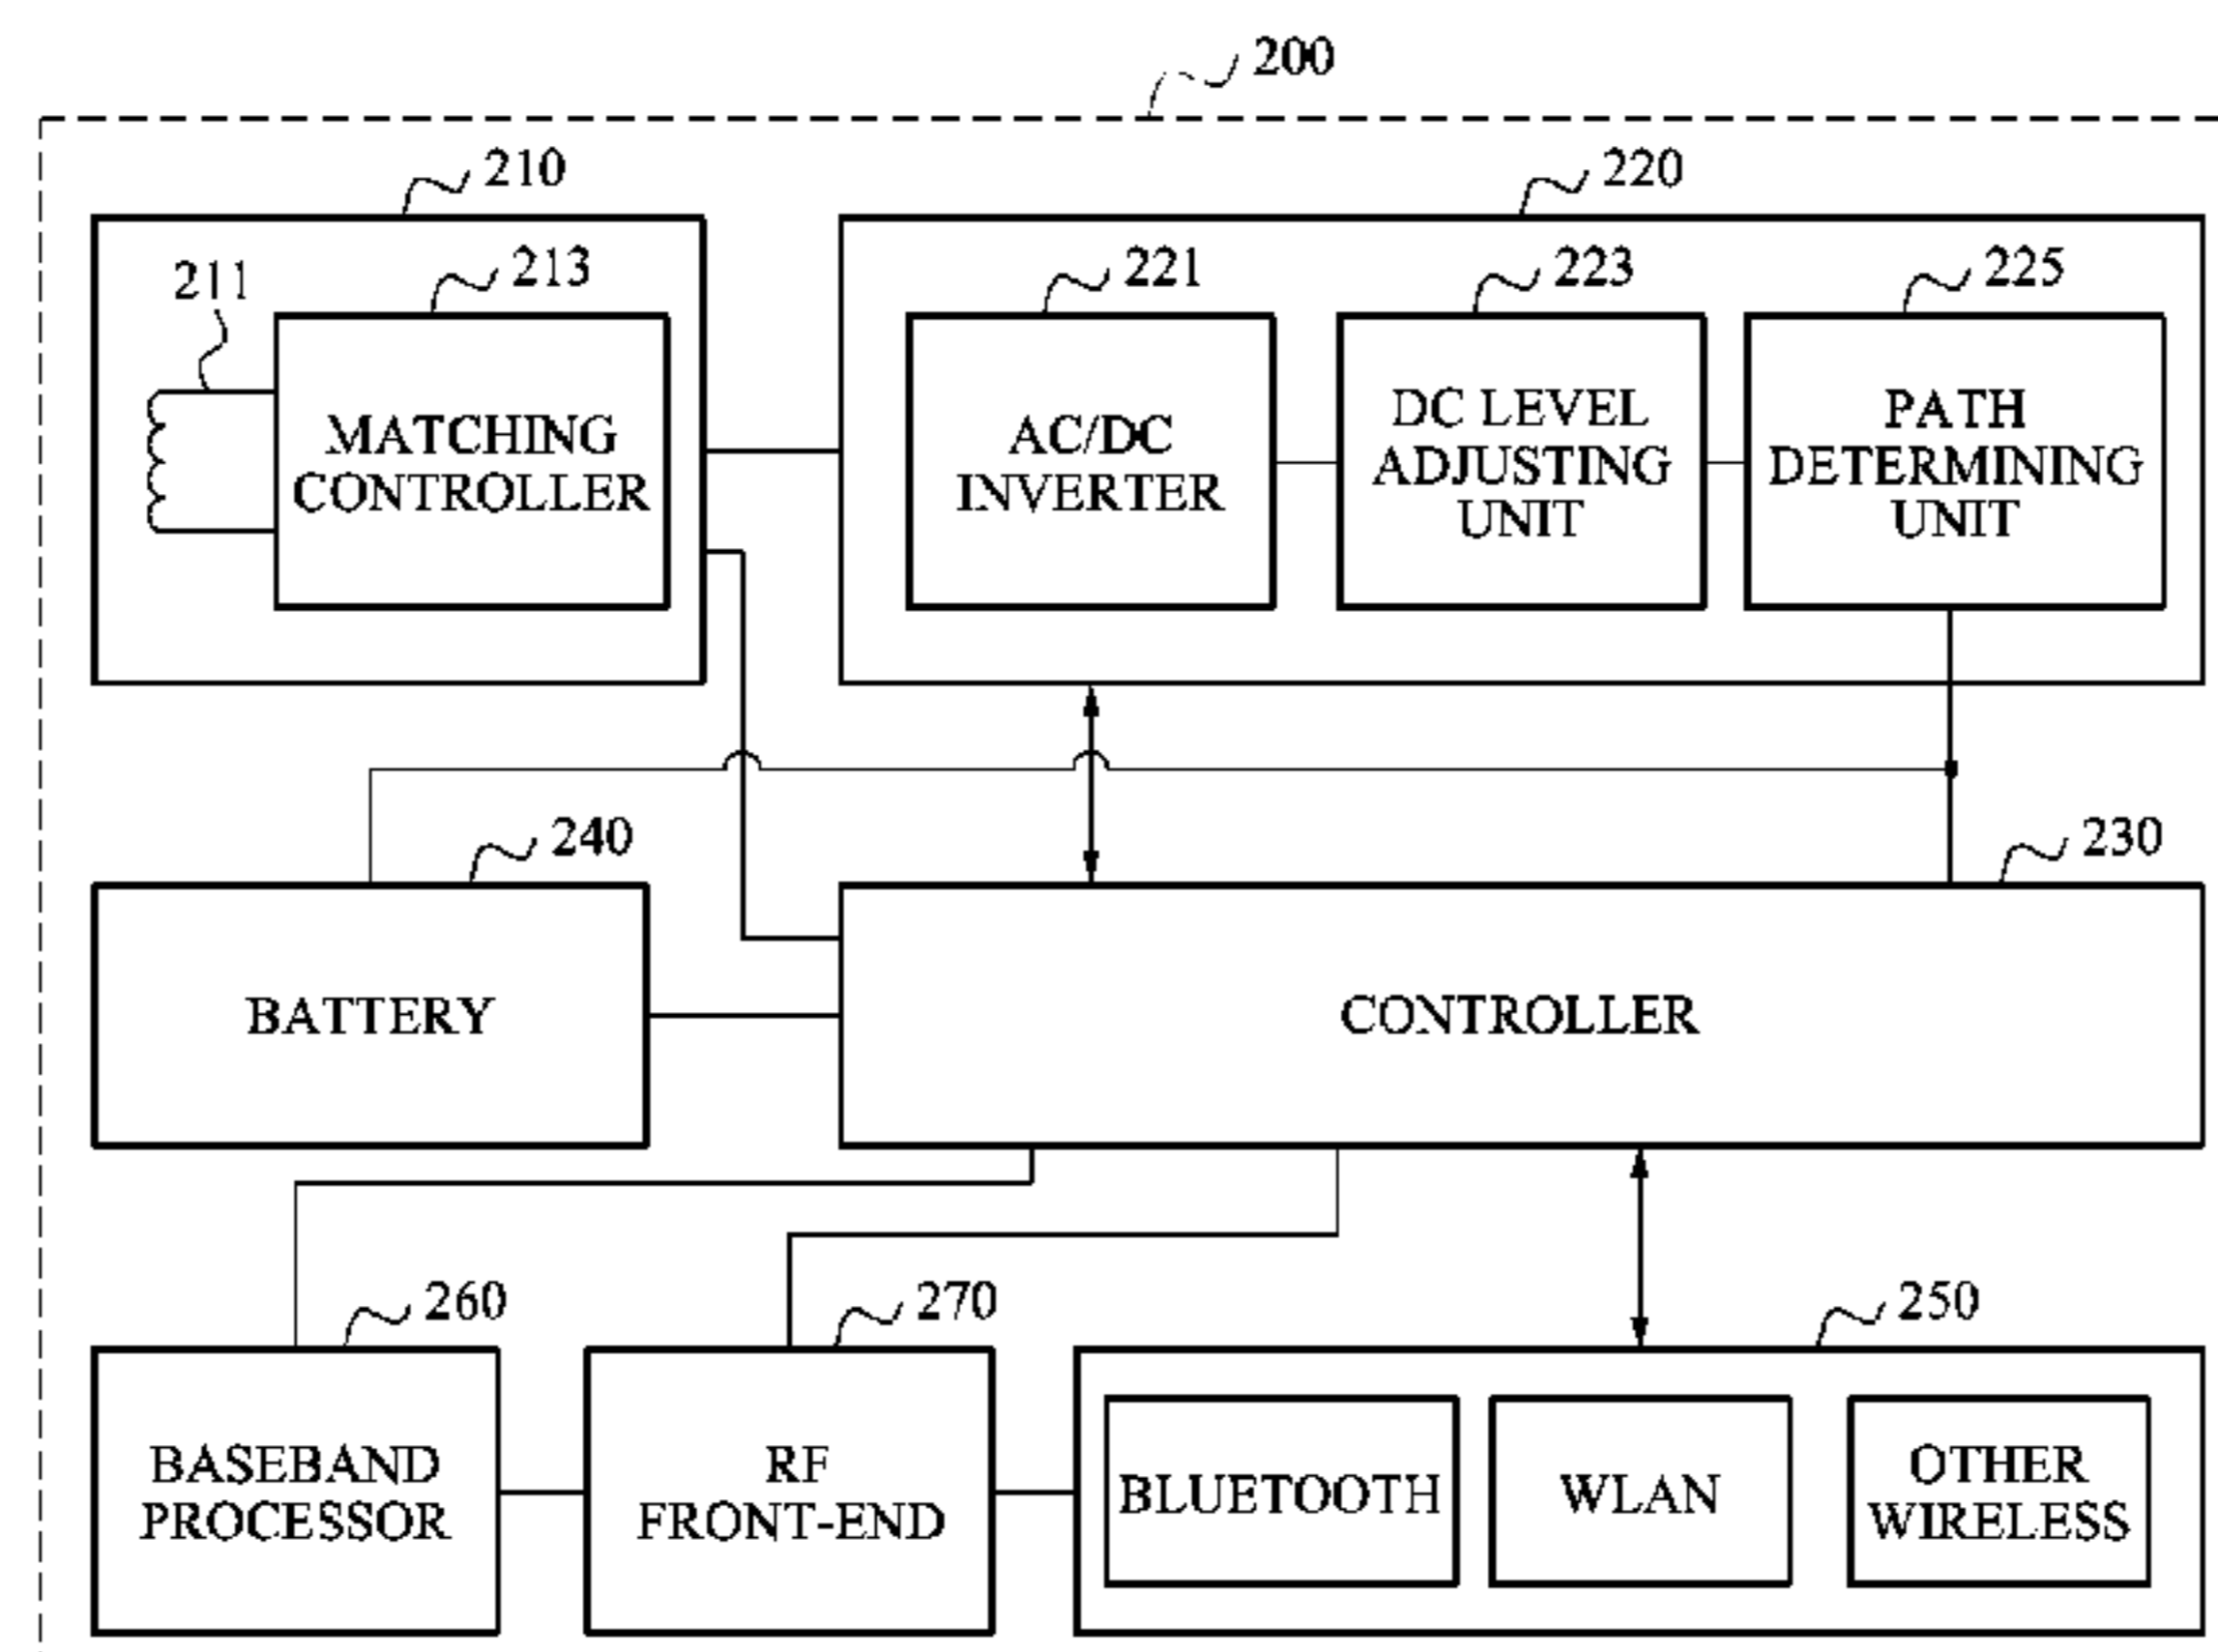 200
210
220
211
213
221
223
225
MATCHING
CONTROLLER
AC/DC
INVERTER
DC LEVEL
ADJUSTING
UNIT
PATH
DETERMINING
UNIT
240
230
BATTERY
CONTROLLER
260
270
250
BASEBAND
PROCESSOR
RF
FRONT-END
BLUETOOTH
WLAN
OTHER
WIRELESS